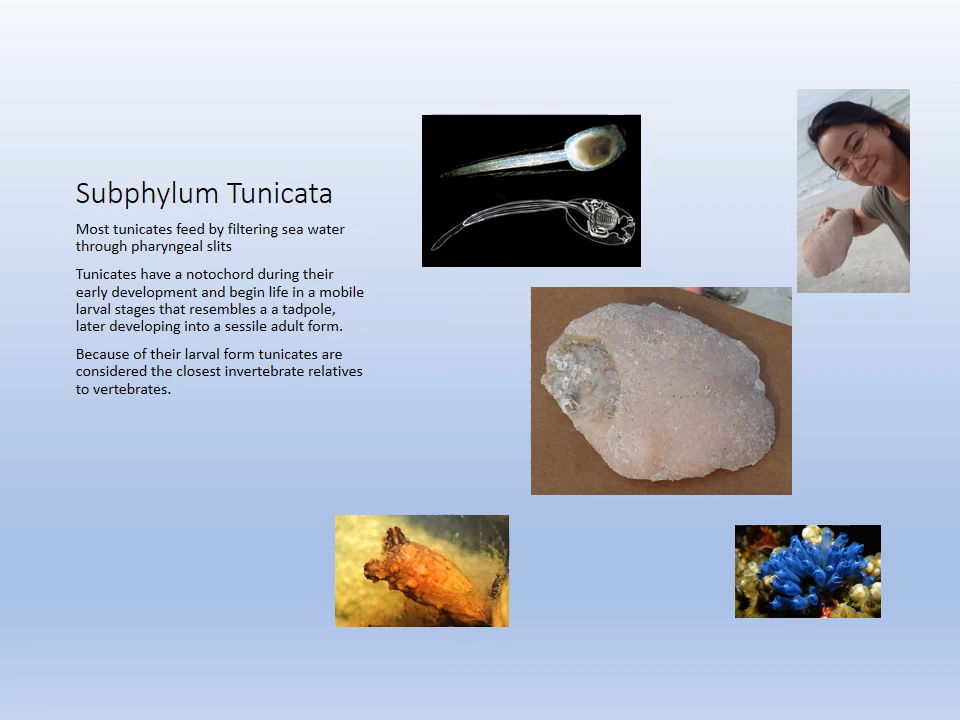 Subphylum Tunicata
Most tunicates feed by filtering sea water
through pharyngeal slits
Tunicates have a notochord during their
early development and begin life in a mobile
larval stages that resembles a a tadpole,
later developing into a sessile adult form.
Because of their larval form tunicates are
considered the closest invertebrate relatives
to vertebrates.